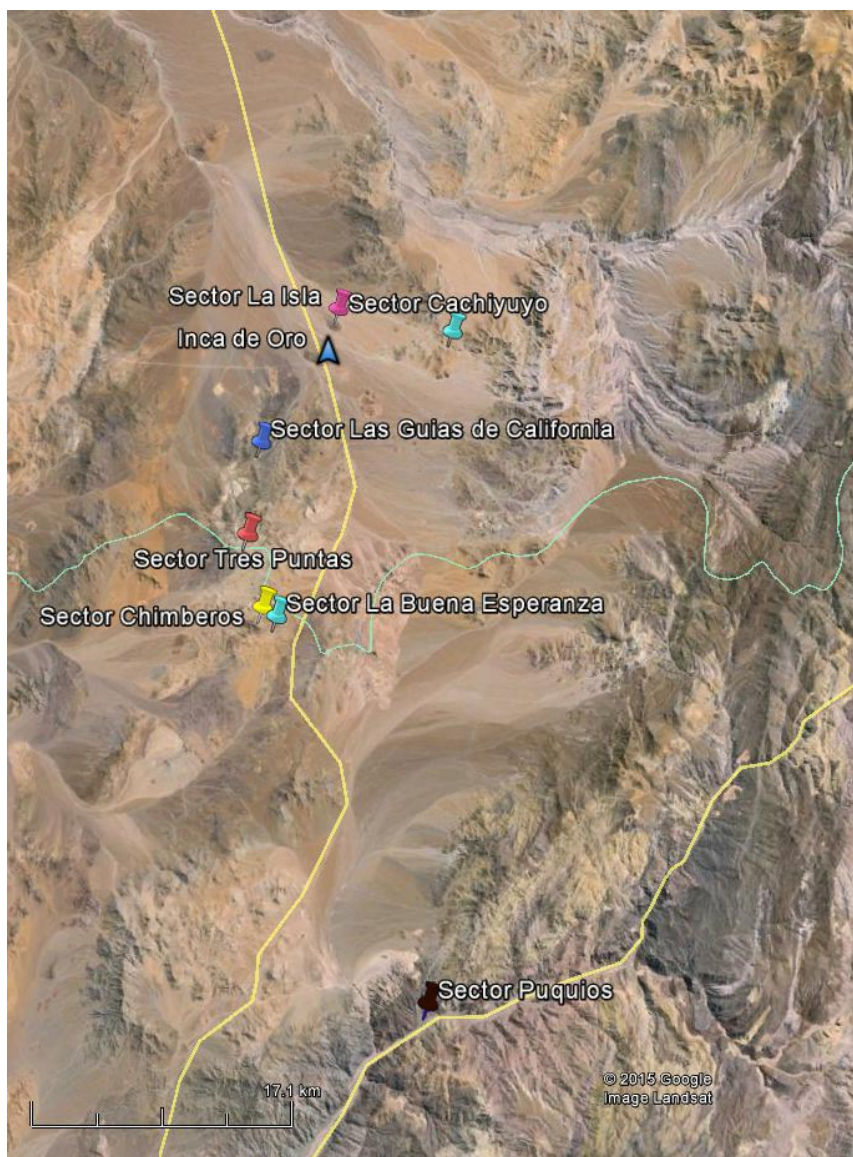 Sector La Isla
Sector Cachiyuyo
Inca de Oro
Sector Las Guias de California
Sector Tres Puntas
Sector La Buena Esperanza
Sector Chimberos
Sector Puquios
17.1 km
© 2015 Google
Image Landsat